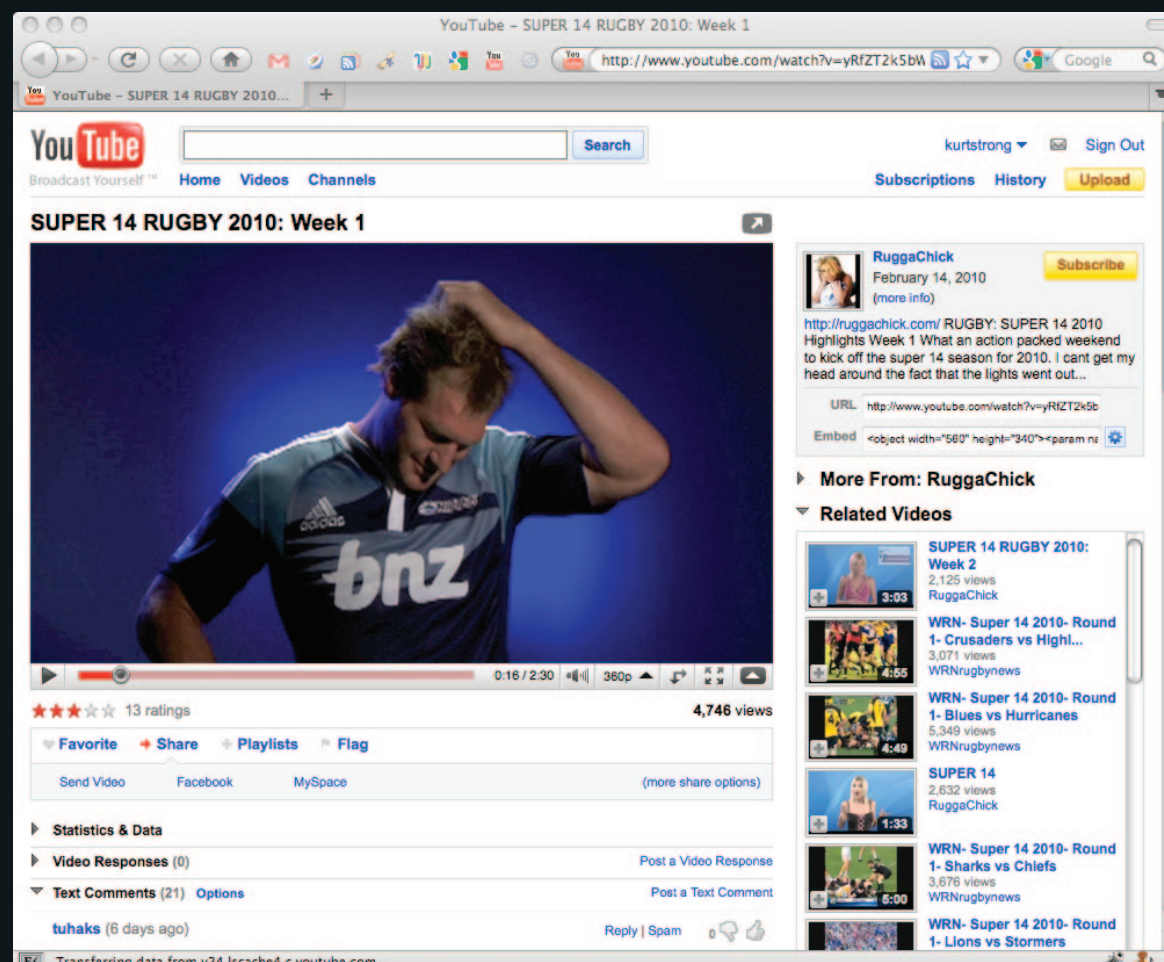 YouTube – SUPER 14 RUGBY 2010: Week 1
http://www.youtube.com/watch?v=yRfZT2k5bW
Google
YouTube – SUPER 14 RUGBY 2010...
You Tube
Broadcast Yourself ™
Search
kurtstrong
Sign Out
Home Videos Channels
Subscriptions History Upload
SUPER 14 RUGBY 2010: Week 1
adidas
bnz
0:16 / 2:30
360p
13 ratings
4,746 views
Favorite Share Playlists Flag
Send Video Facebook MySpace (more share options)
Statistics & Data
Video Responses (0) Post a Video Response
Text Comments (21) Options Post a Text Comment
tuhaks (6 days ago) Reply | Spam 0
RuggaChick
February 14, 2010
(more info)
Subscribe
http://ruggachick.com/ RUGBY: SUPER 14 2010
Highlights Week 1 What an action packed weekend
to kick off the super 14 season for 2010. I cant get my
head around the fact that the lights went out...
URL http://www.youtube.com/watch?v=yRfZT2k5b
Embed <object width="560" height="340"><param na
More From: RuggaChick
Related Videos
SUPER 14 RUGBY 2010:
Week 2
2,125 views
RuggaChick
3:03
WRN- Super 14 2010- Round
1- Crusaders vs Highl...
3,071 views
WRNrugbynews
4:55
WRN- Super 14 2010- Round
1- Blues vs Hurricanes
5,349 views
WRNrugbynews
4:49
SUPER 14
2,632 views
RuggaChick
1:33
WRN- Super 14 2010- Round
1- Sharks vs Chiefs
3,676 views
WRNrugbynews
5:00
WRN- Super 14 2010- Round
1- Lions vs Stormers
Transferring data from v24.lscache4.c.youtube.com